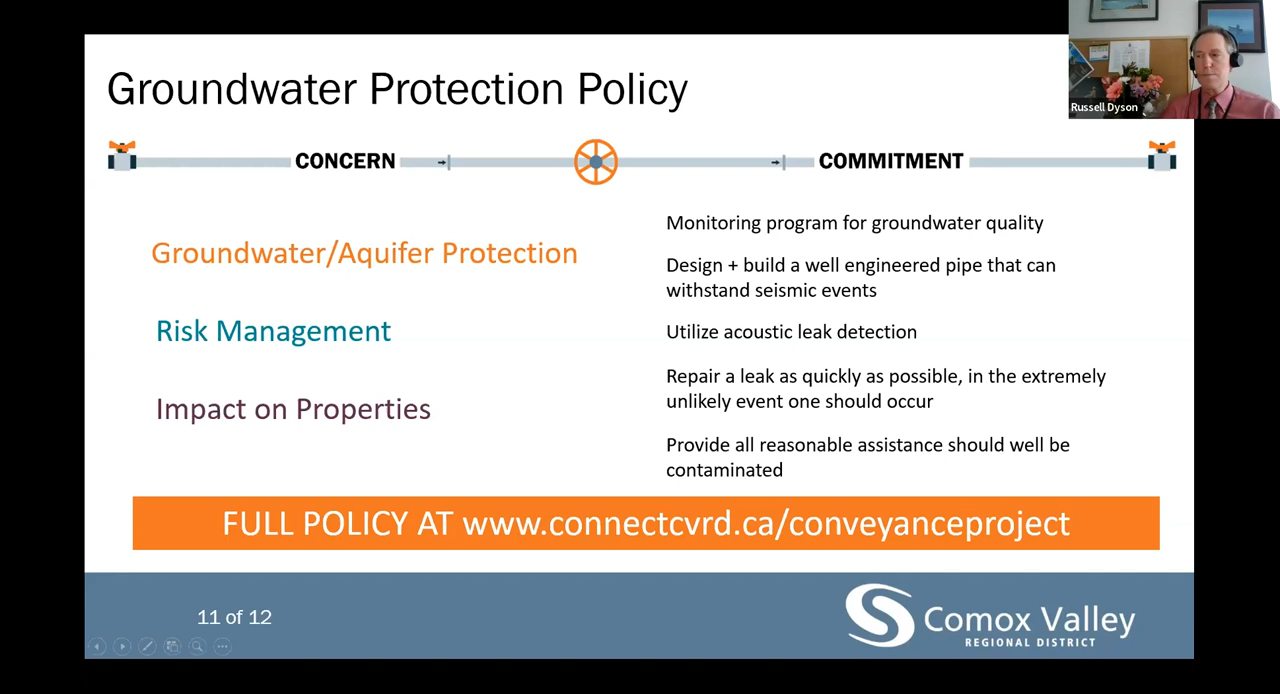 Groundwater Protection Policy
Russell Dyson
CONCERN
COMMITMENT
Groundwater/Aquifer Protection
Risk Management
Impact on Properties
Monitoring program for groundwater quality
Design + build a well engineered pipe that can
withstand seismic events
Utilize acoustic leak detection
Repair a leak as quickly as possible, in the extremely
unlikely event one should occur
Provide all reasonable assistance should well be
contaminated
FULL POLICY AT www.connectcvrd.ca/conveyanceproject
11 of 12
Comox Valley
REGIONAL DISTRICT